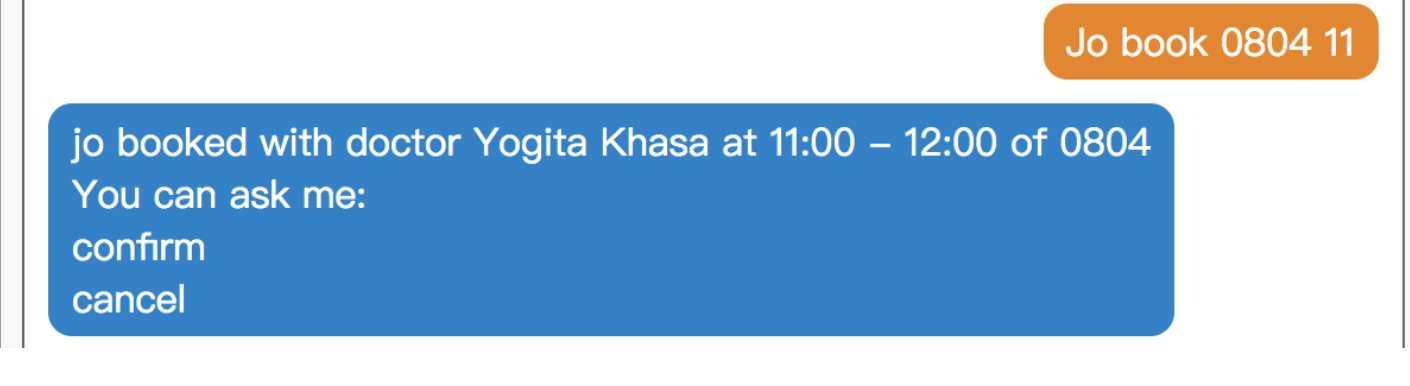 Jo book 0804 11
jo booked with doctor Yogita Khasa at 11:00 – 12:00 of 0804
You can ask me:
confirm
cancel